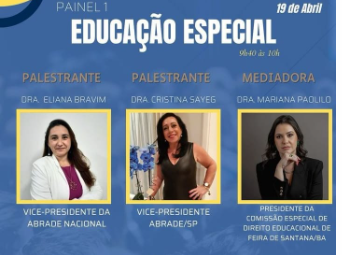 PAINEL 1
19 de Abril
EDUCAÇÃO ESPECIAL
9h40 às 10h
PALESTRANTE PALESTRANTE MEDIADORA
DRA. ELIANA BRAVIM DRA. CRISTINA SAYEG DRA. MARIANA PAOLILO
VICE-PRESIDENTE DA
ABRADE NACIONAL
VICE-PRESIDENTE
ABRADE/SP
PRESIDENTE DA
COMISSÃO ESPECIAL DE
DIREITO EDUCACIONAL DE
FEIRA DE SANTANA/BA